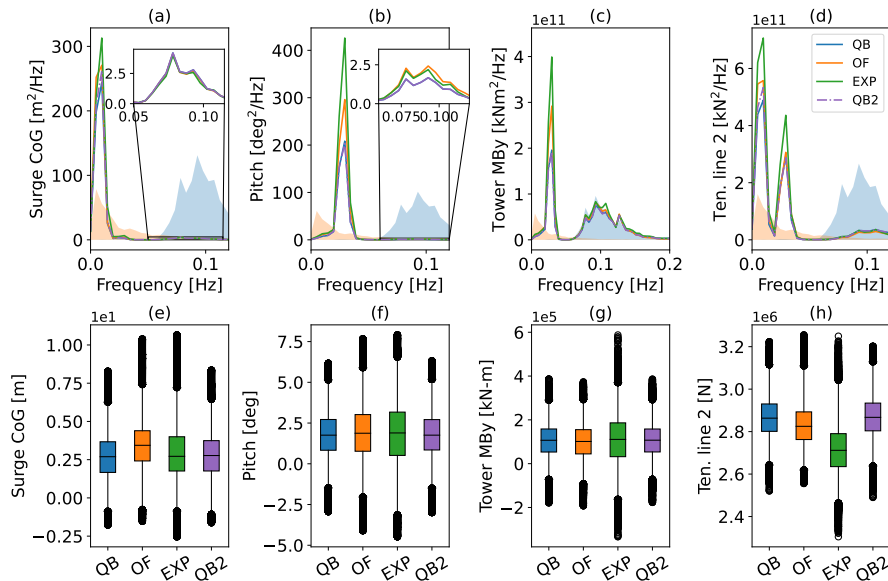 (a)
Surge CoG [m²/Hz]
300
250
200
150
100
50
0
0.0
0.1
Frequency [Hz]
2.5
0.0
0.05
0.10
(b)
Pitch [deg²/Hz]
400
300
200
100
0
0.0
0.1
Frequency [Hz]
2.5
0.0
0.075
0.100
(c)
1e11
Tower MBy [kNm²/Hz]
5
4
3
2
1
0
0.0
0.1
0.2
Frequency [Hz]
(d)
1e11
Ten. line 2 [kN²/Hz]
6
4
2
0
0.0
0.1
Frequency [Hz]
QB
OF
EXP
QB2
(e)
1e1
Surge CoG [m]
1.00
0.75
0.50
0.25
0.00
−0.25
QB
OF
EXP
QB2
(f)
Pitch [deg]
7.5
5.0
2.5
0.0
−2.5
−5.0
QB
OF
EXP
QB2
(g)
1e5
Tower MBy [kN-m]
6
4
2
0
−2
QB
OF
EXP
QB2
(h)
1e6
Ten. line 2 [N]
3.2
3.0
2.8
2.6
2.4
QB
OF
EXP
QB2